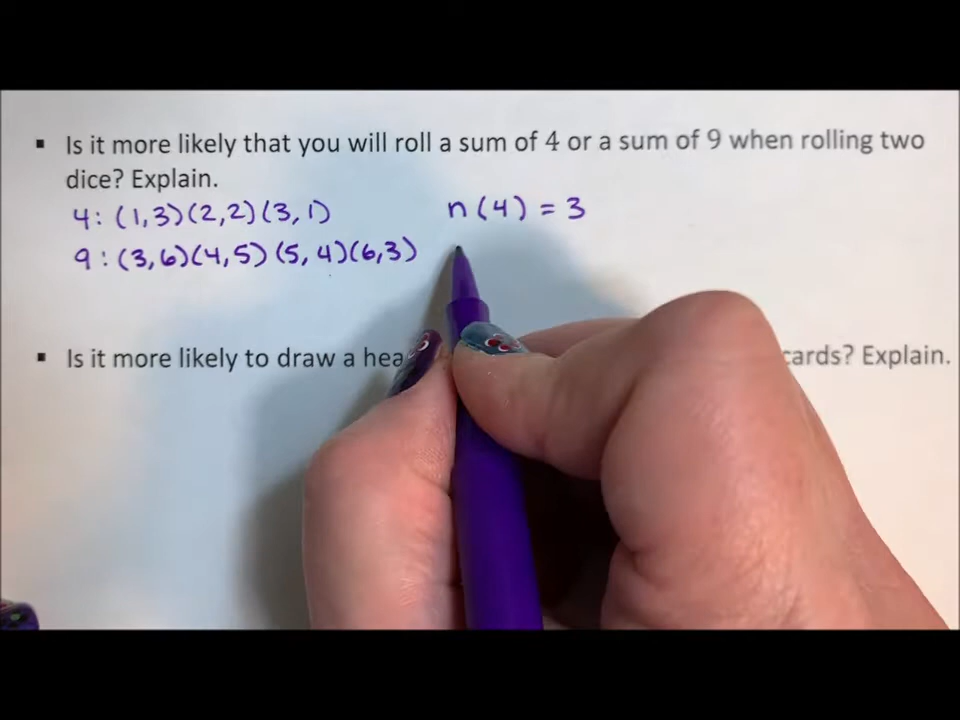 ▪ Is it more likely that you will roll a sum of 4 or a sum of 9 when rolling two
dice? Explain.
4: (1,3)(2,2)(3,1) n(4) = 3
9: (3,6)(4,5)(5,4)(6,3)
▪ Is it more likely to draw a hea cards? Explain.